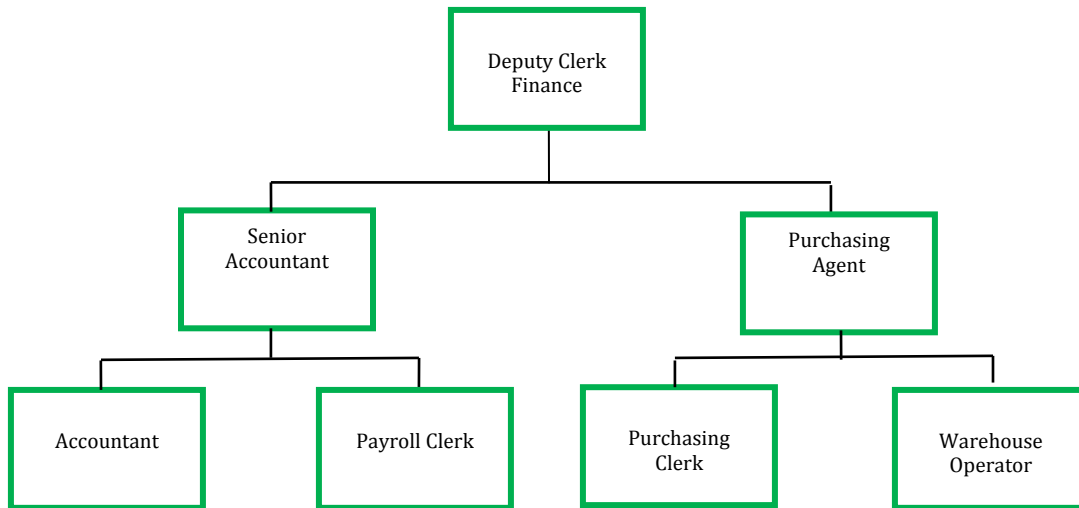 Deputy Clerk
Finance
Senior
Accountant
Purchasing
Agent
Accountant
Payroll Clerk
Purchasing
Clerk
Warehouse
Operator